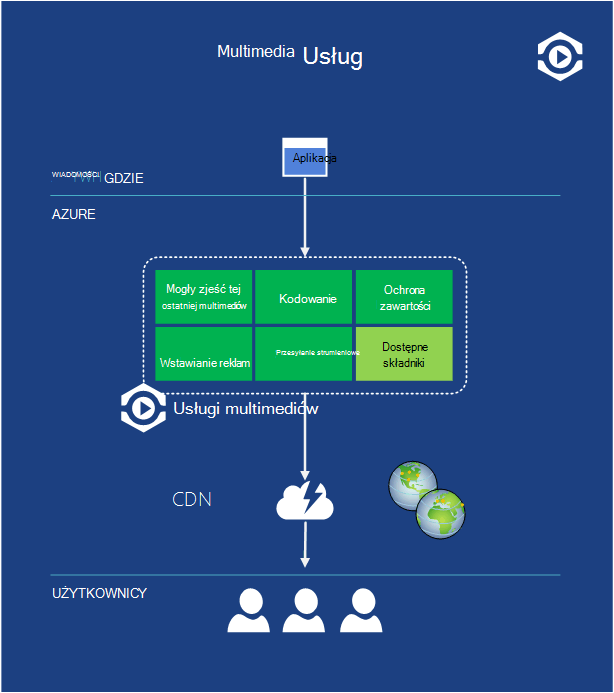 Multimedia Usług
Aplikacja
WIADOMOŚCI GDZIE
AZURE
Mogły zjeść tej
ostatniej multimediów
Kodowanie
Ochrona
zawartości
Wstawianie reklam
Przesyłanie strumieniowe
Dostępne
składniki
Usługi multimediów
CDN
UŻYTKOWNICY